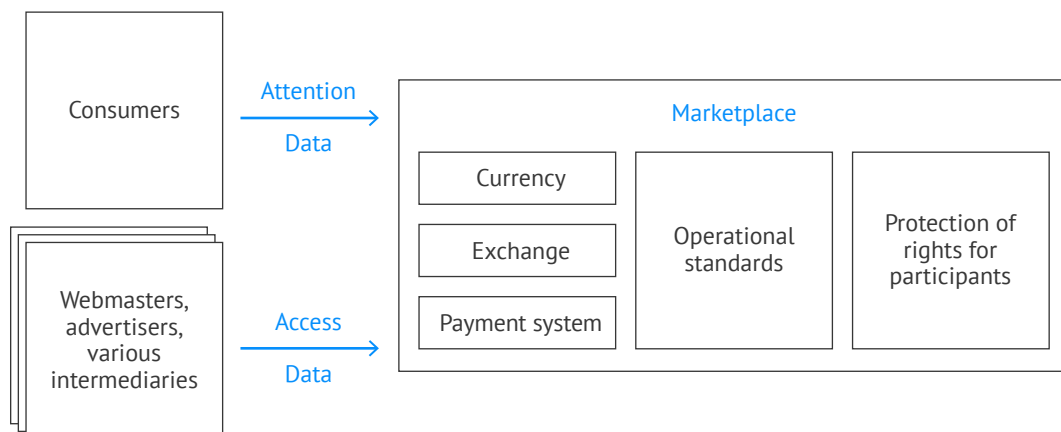 Consumers
Attention
Data
Webmasters,
advertisers,
various
intermediaries
Access
Data
Marketplace
Currency
Exchange
Payment system
Operational
standards
Protection of
rights for
participants